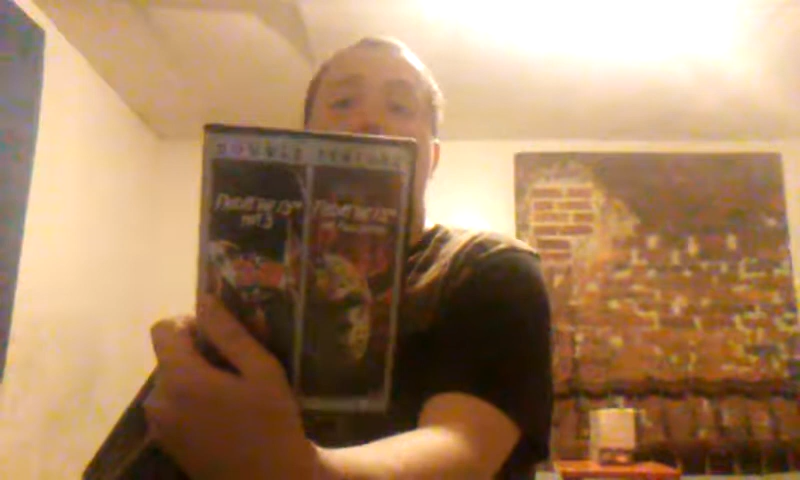 DOUBLE FEATURE
FRIDAY THE 13TH
PART 3
FRIDAY THE 13TH